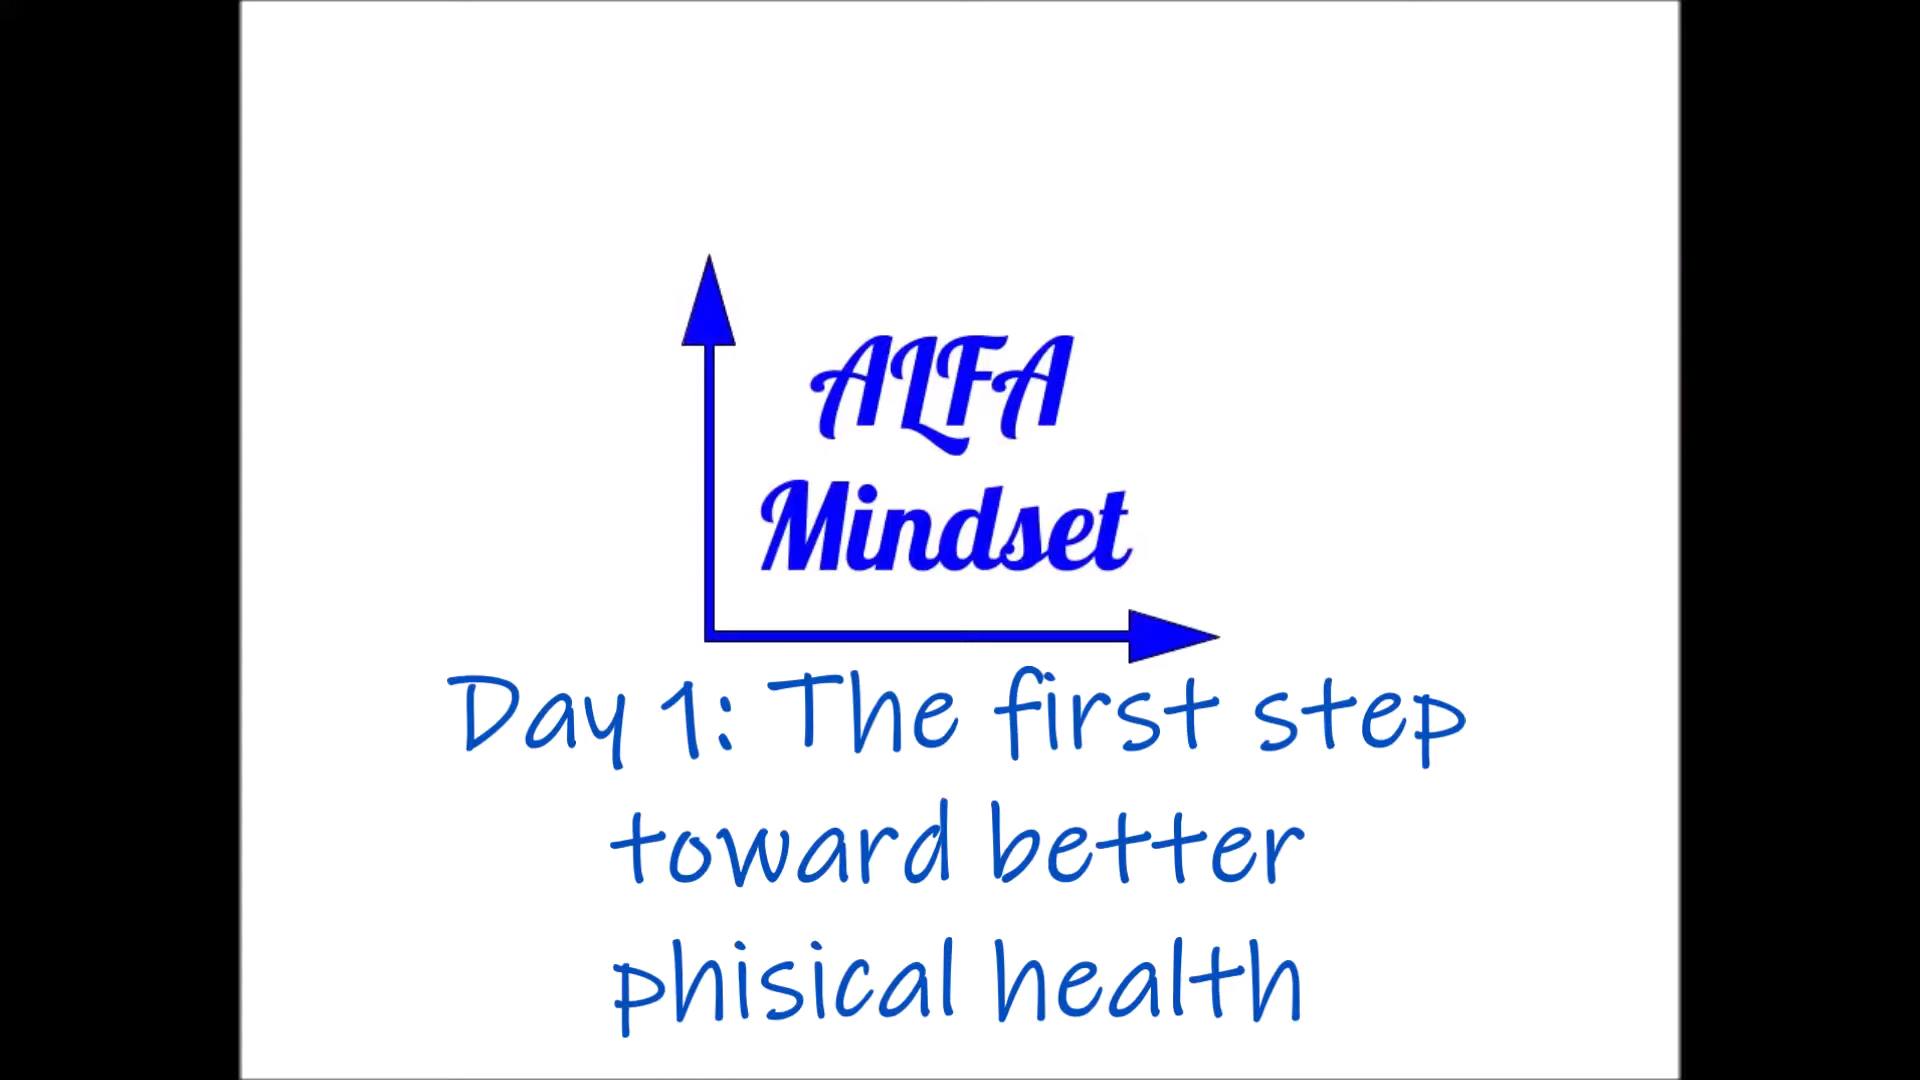 ALFA
Mindset
Day 1: The first step
toward better
phisical health